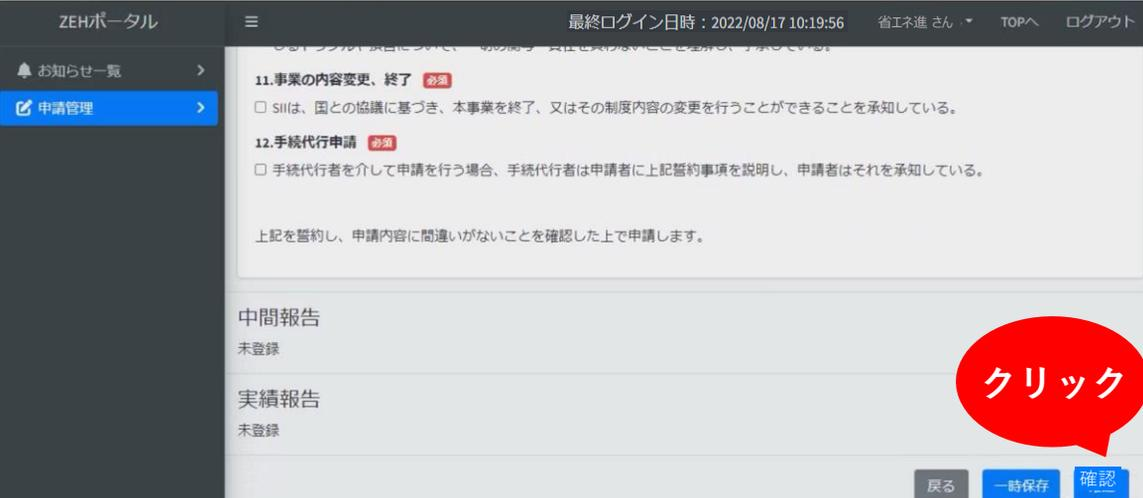 ZEHポータル
最終ログイン日時：2022/08/17 10:19:56
省エネ進 さん
TOPへ
ログアウト
お知らせ一覧
申請管理
11.事業の内容変更、終了 必須
SIIは、国との協議に基づき、本事業を終了、又はその制度内容の変更を行うことができることを承知している。
12.手続代行申請 必須
手続代行者を介して申請を行う場合、手続代行者は申請者に上記誓約事項を説明し、申請者はそれを承知している。
上記を誓約し、申請内容に間違いがないことを確認した上で申請します。
中間報告
未登録
実績報告
未登録
クリック
戻る
一時保存
確認